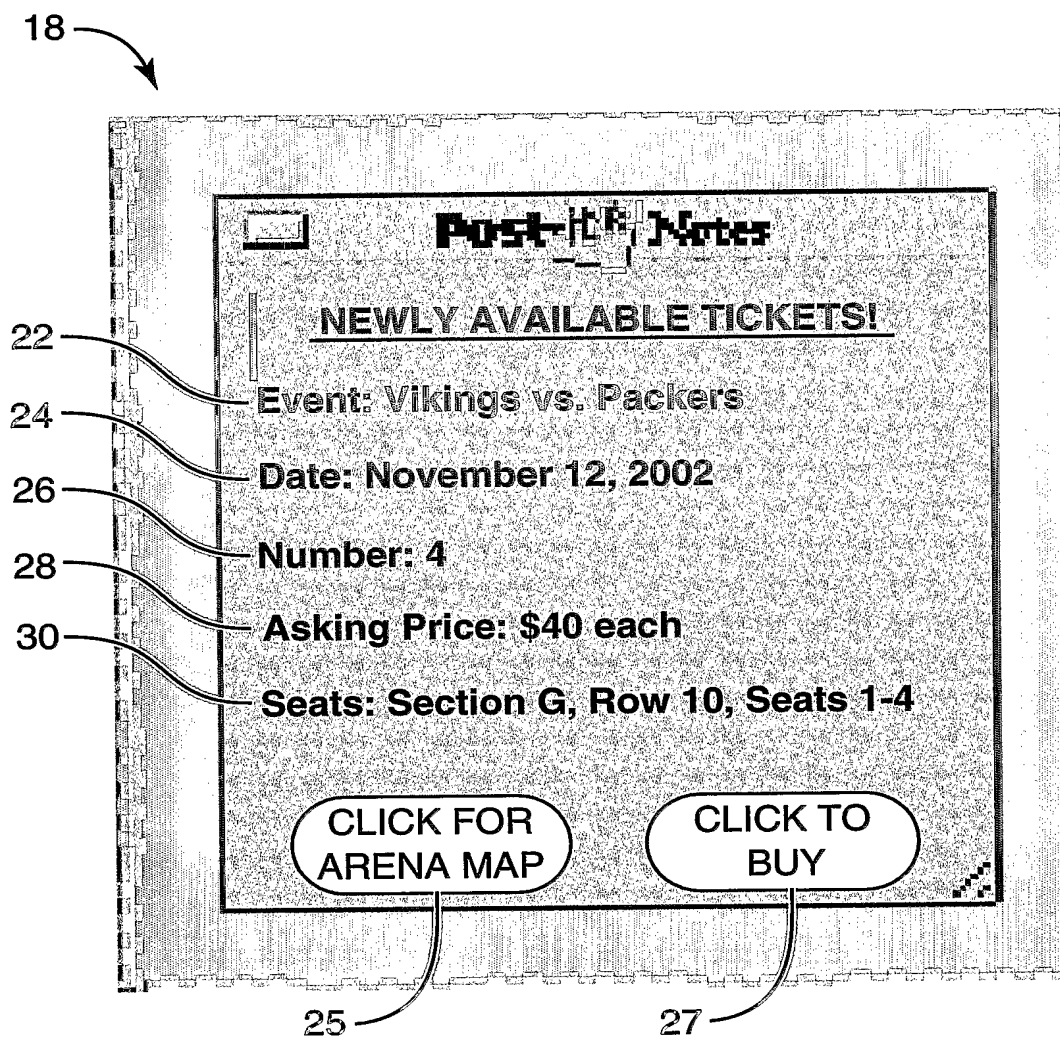 18
Post-it® Notes
NEWLY AVAILABLE TICKETS!
22
Event: Vikings vs. Packers
24
Date: November 12, 2002
26
Number: 4
28
Asking Price: $40 each
30
Seats: Section G, Row 10, Seats 1-4
CLICK FOR
ARENA MAP
CLICK TO
BUY
25
27